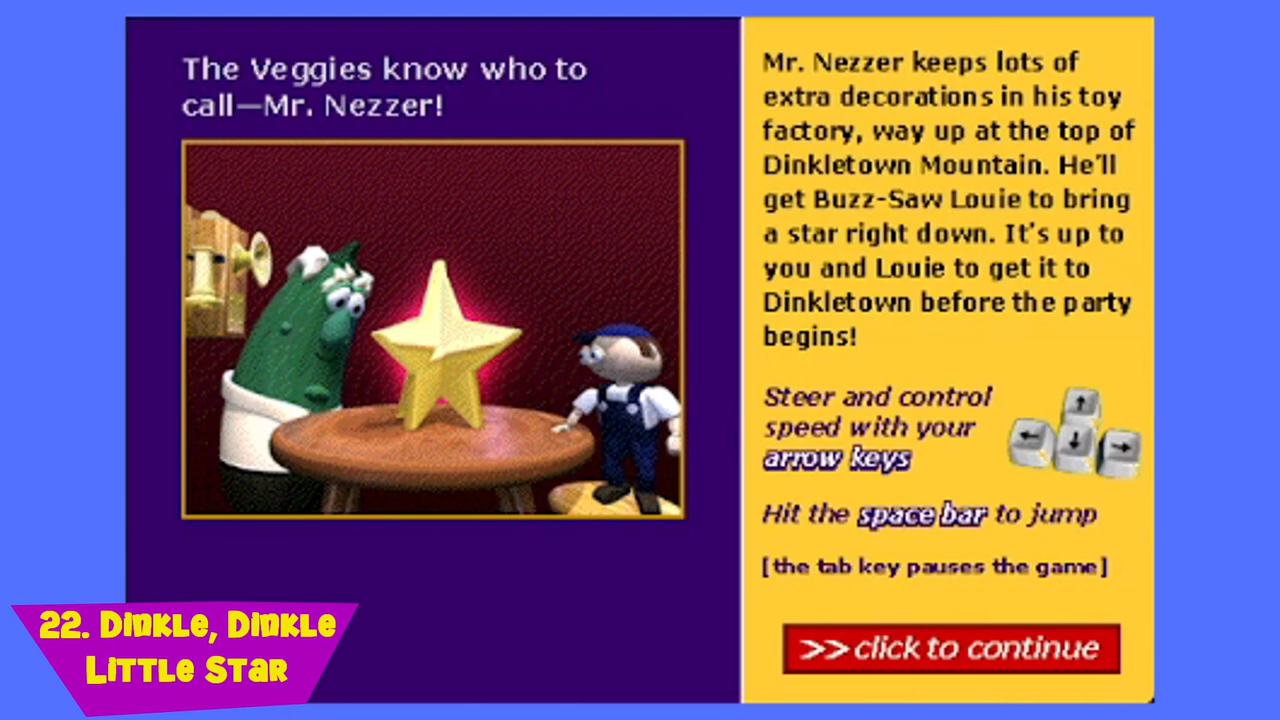 The Veggies know who to
call—Mr. Nezzer!
Mr. Nezzer keeps lots of
extra decorations in his toy
factory, way up at the top of
Dinkletown Mountain. He'll
get Buzz-Saw Louie to bring
a star right down. It's up to
you and Louie to get it to
Dinkletown before the party
begins!
Steer and control
speed with your
arrow keys
Hit the space bar to jump
[the tab key pauses the game]
>> click to continue
22. Dinkle, Dinkle
Little Star